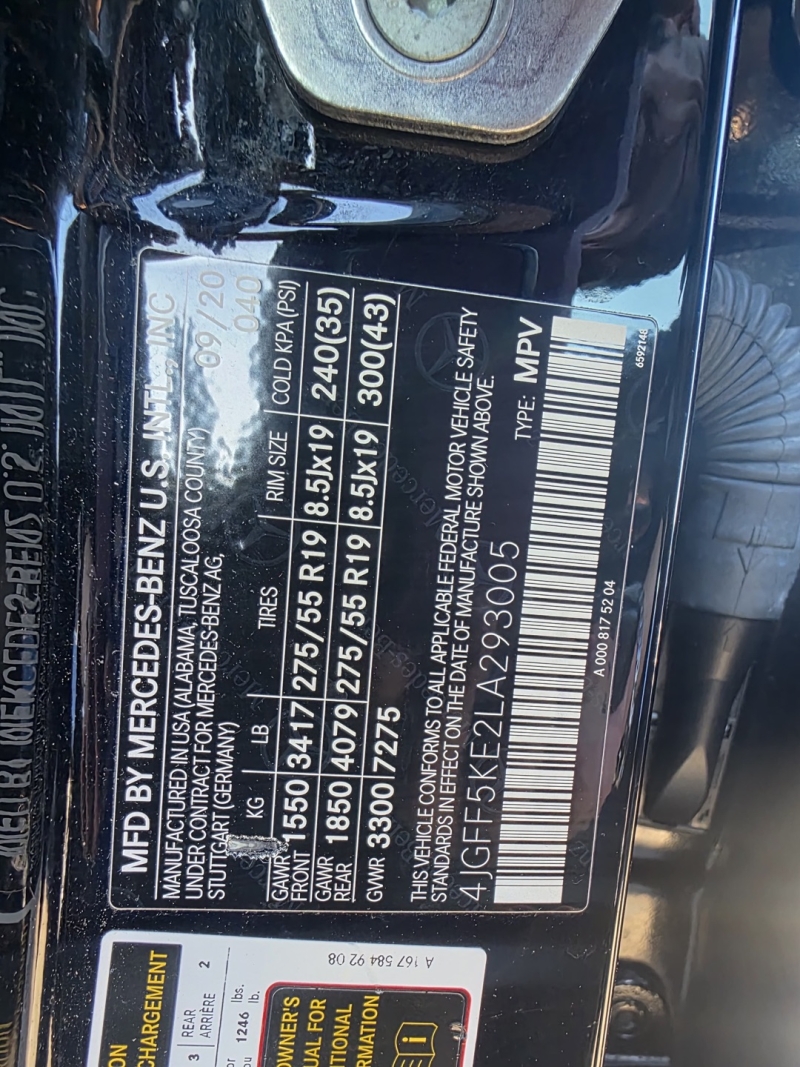 MFD BY MERCEDES-BENZ U.S. INTL., INC
MANUFACTURED IN USA (ALABAMA, TUSCALOOSA COUNTY) 09/20
UNDER CONTRACT FOR MERCEDES-BENZ AG, 040
STUTTGART (GERMANY)
KG LB TIRES RIM SIZE COLD KPA (PSI)
GAWR FRONT 1550 3417 275/55 R19 8.5Jx19 240(35)
GAWR REAR 1850 4079 275/55 R19 8.5Jx19 300(43)
GVWR 3300 7275
THIS VEHICLE CONFORMS TO ALL APPLICABLE FEDERAL MOTOR VEHICLE SAFETY
STANDARDS IN EFFECT ON THE DATE OF MANUFACTURE SHOWN ABOVE.
4JGFF5KE2LA293005 TYPE: MPV
A 000 817 52 04 6592148
A 167 584 92 08
CHARGEMENT
3 REAR 2
ARRIÈRE
1246 lbs.
lb.
OWNER'S
FOR